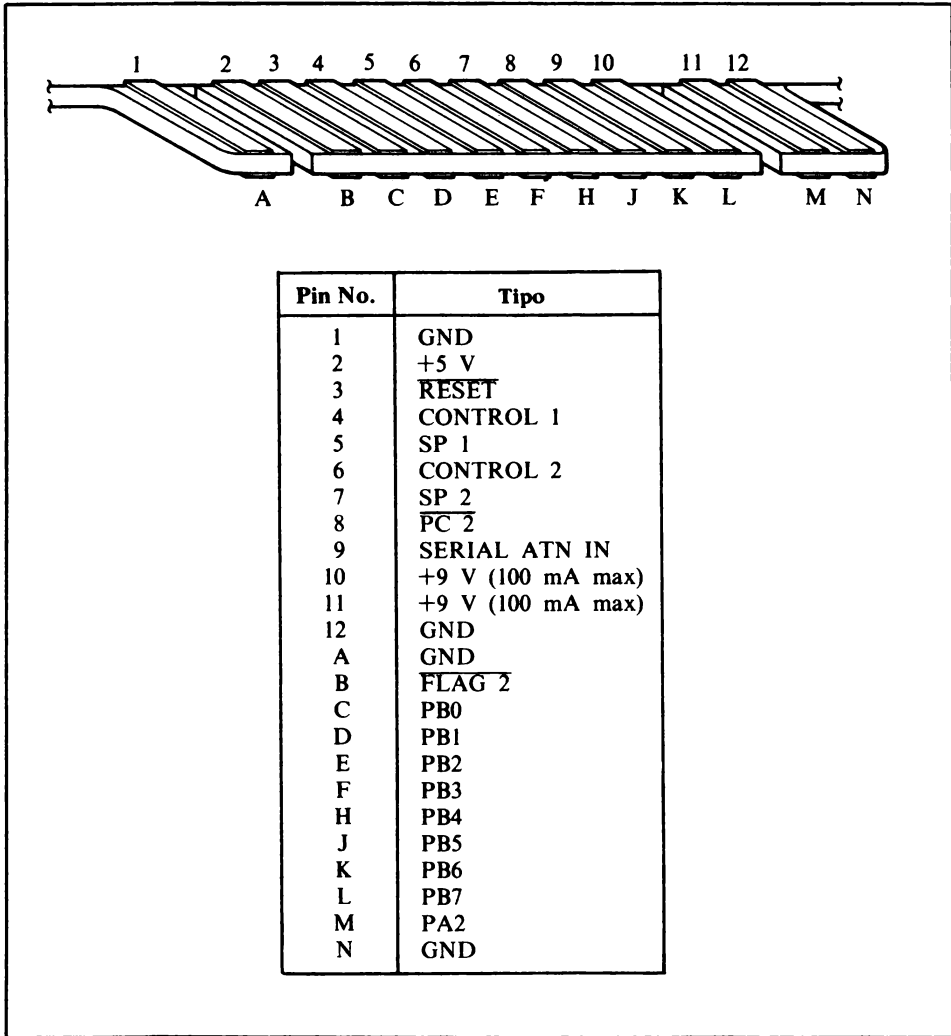 1 2 3 4 5 6 7 8 9 10 11 12
A B C D E F H J K L M N
Pin No. Tipo
1 GND
2 +5 V
3 RESET
4 CONTROL 1
5 SP 1
6 CONTROL 2
7 SP 2
8 PC 2
9 SERIAL ATN IN
10 +9 V (100 mA max)
11 +9 V (100 mA max)
12 GND
A GND
B FLAG 2
C PB0
D PB1
E PB2
F PB3
H PB4
J PB5
K PB6
L PB7
M PA2
N GND